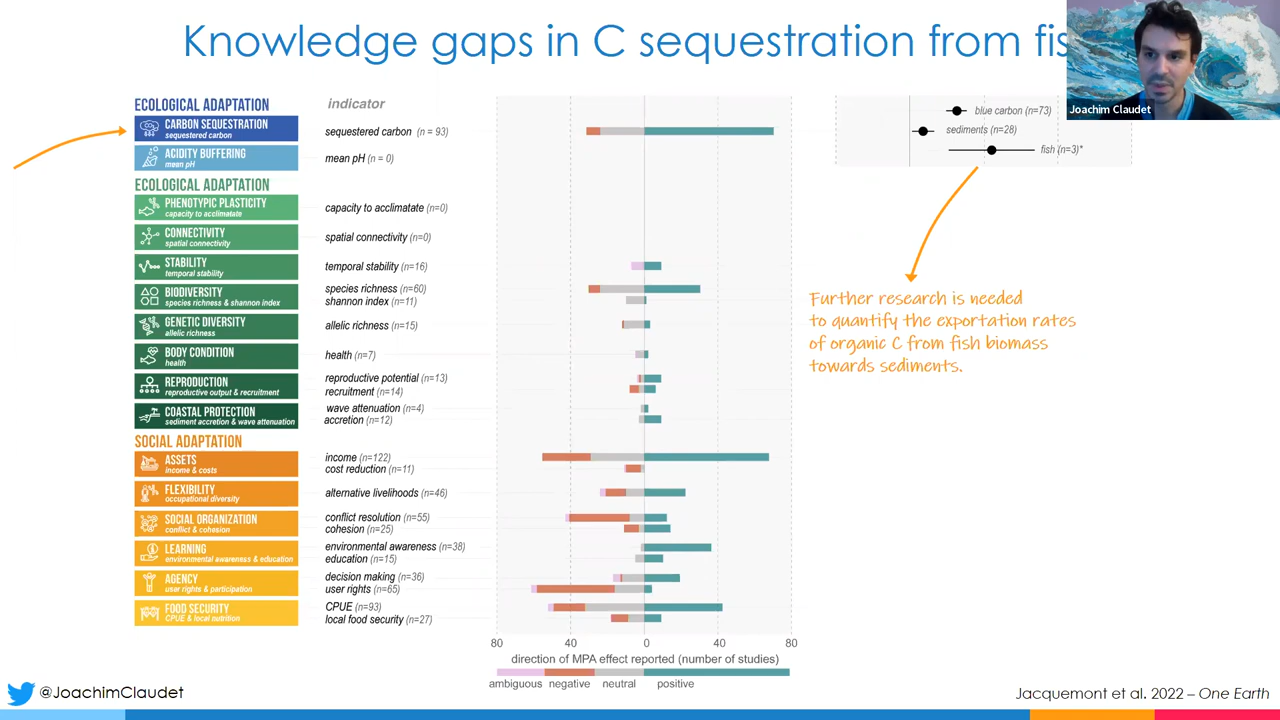 Knowledge gaps in C sequestration from fis
Joachim Claudet
ECOLOGICAL ADAPTATION
indicator
CARBON SEQUESTRATION
sequestered carbon
sequestered carbon (n = 93)
ACIDITY BUFFERING
mean pH
mean pH (n = 0)
ECOLOGICAL ADAPTATION
PHENOTYPIC PLASTICITY
capacity to acclimatate
capacity to acclimatate (n=0)
CONNECTIVITY
spatial connectivity
spatial connectivity (n=0)
STABILITY
temporal stability
temporal stability (n=16)
BIODIVERSITY
species richness & shannon index
species richness (n=60)
shannon index (n=11)
GENETIC DIVERSITY
allelic richness
allelic richness (n=15)
BODY CONDITION
health
health (n=7)
REPRODUCTION
reproductive output & recruitment
reproductive potential (n=13)
recruitment (n=14)
COASTAL PROTECTION
sediment accretion & wave attenuation
wave attenuation (n=4)
accretion (n=12)
SOCIAL ADAPTATION
ASSETS
income & costs
income (n=122)
cost reduction (n=11)
FLEXIBILITY
occupational diversity
alternative livelihoods (n=46)
SOCIAL ORGANIZATION
conflict & cohesion
conflict resolution (n=55)
cohesion (n=25)
LEARNING
environmental awareness & education
environmental awareness (n=38)
education (n=15)
AGENCY
user rights & participation
decision making (n=36)
user rights (n=65)
FOOD SECURITY
CPUE & local nutrition
CPUE (n=93)
local food security (n=27)
80 40 0 40 80
direction of MPA effect reported (number of studies)
ambiguous negative neutral positive
blue carbon (n=73)
sediments (n=28)
fish (n=3)*
Further research is needed
to quantify the exportation rates
of organic C from fish biomass
towards sediments.
@JoachimClaudet
Jacquemont et al. 2022 – One Earth